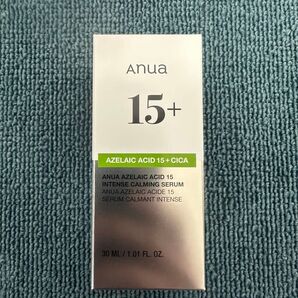 Anua
15+
AZELAIC ACID 15 + CICA
ANUA AZELAIC ACID 15
INTENSE CALMING SERUM
ANUA AZELAIC ACIDE 15
SERUM CALMANT INTENSE
30 ML / 1.01 FL. OZ.